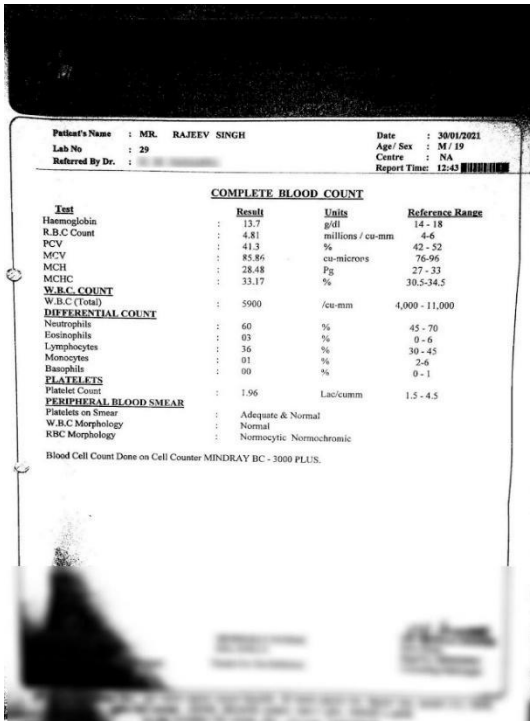 Patient's Name : MR. RAJEEV SINGH Date : 30/01/2021
Lab No : 29 Age/ Sex : M / 19
Referred By Dr. : Centre : NA
Report Time: 12:43
COMPLETE BLOOD COUNT
Test Result Units Reference Range
Haemoglobin : 13.7 g/dl 14 - 18
R.B.C Count : 4.81 millions / cu-mm 4-6
PCV : 41.3 % 42 - 52
MCV : 85.86 cu-microns 76-96
MCH : 28.48 Pg 27 - 33
MCHC : 33.17 % 30.5-34.5
W.B.C. COUNT
W.B.C (Total) : 5900 /cu-mm 4,000 - 11,000
DIFFERENTIAL COUNT
Neutrophils : 60 % 45 - 70
Eosinophils : 03 % 0 - 6
Lymphocytes : 36 % 30 - 45
Monocytes : 01 % 2-6
Basophils : 00 % 0 - 1
PLATELETS
Platelet Count : 1.96 Lac/cumm 1.5 - 4.5
PERIPHERAL BLOOD SMEAR
Platelets on Smear : Adequate & Normal
W.B.C Morphology : Normal
RBC Morphology : Normocytic Normochromic
Blood Cell Count Done on Cell Counter MINDRAY BC - 3000 PLUS.